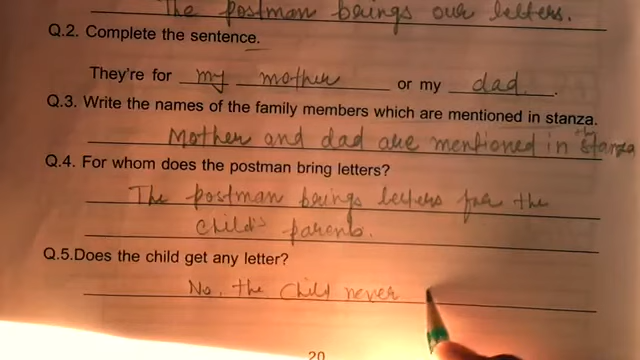 The postman brings our letters.
Q.2. Complete the sentence.
They're for my mother or my dad.
Q.3. Write the names of the family members which are mentioned in stanza.
Mother and dad are mentioned in the stanza
Q.4. For whom does the postman bring letters?
The postman brings letters for the
child's parents.
Q.5.Does the child get any letter?
No, the child never
20